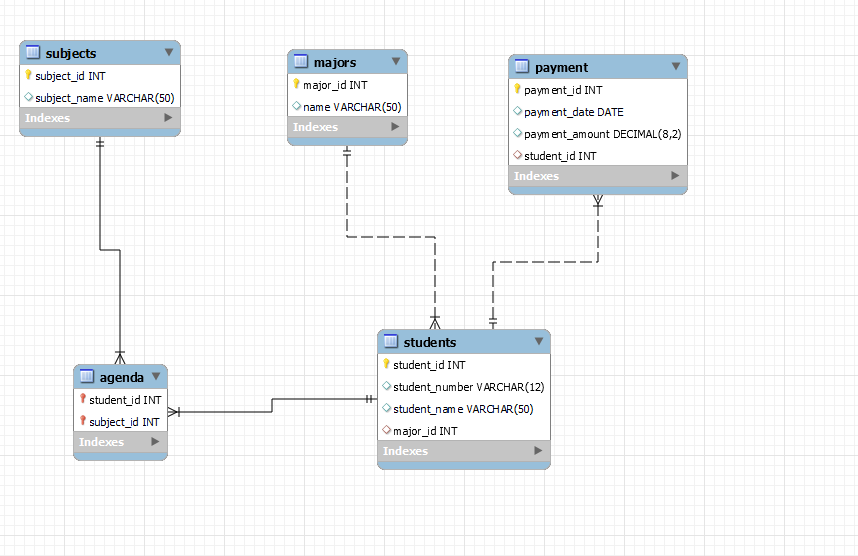 subjects
subject_id INT
subject_name VARCHAR(50)
Indexes
majors
major_id INT
name VARCHAR(50)
Indexes
payment
payment_id INT
payment_date DATE
payment_amount DECIMAL(8,2)
student_id INT
Indexes
agenda
student_id INT
subject_id INT
Indexes
students
student_id INT
student_number VARCHAR(12)
student_name VARCHAR(50)
major_id INT
Indexes